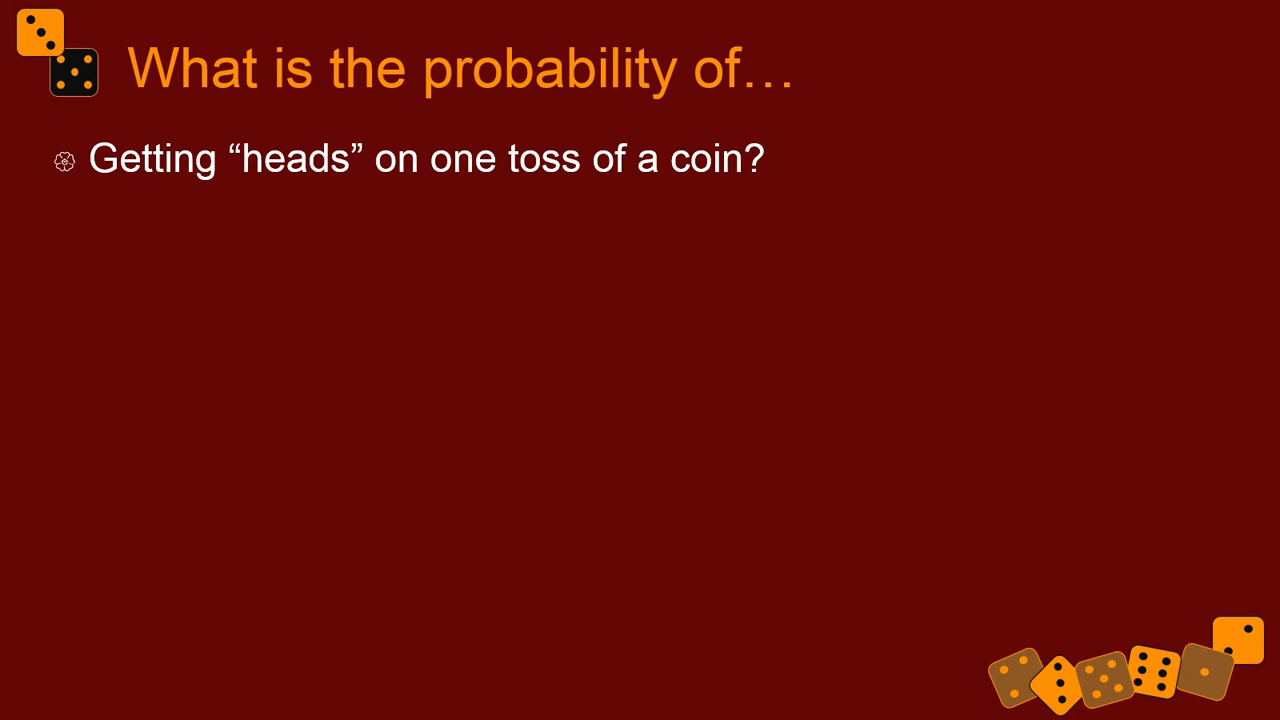 What is the probability of…
Getting “heads” on one toss of a coin?